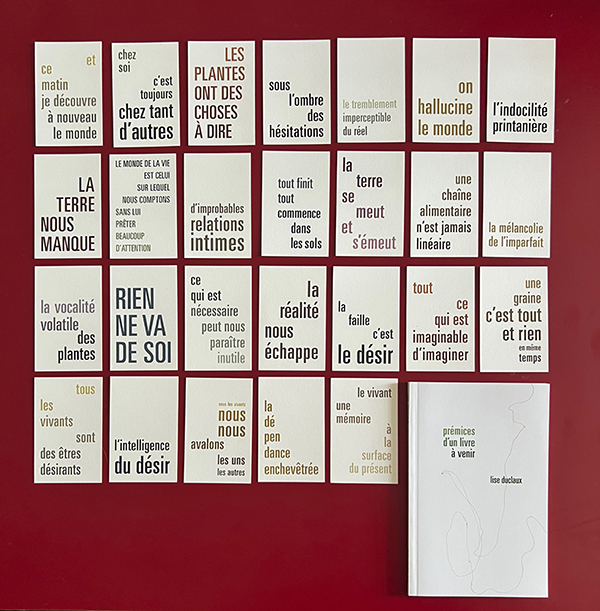 ce et
matin
je découvre
à nouveau
le monde
chez
soi
c'est
toujours
chez tant
d'autres
LES
PLANTES
ONT DES
CHOSES
À DIRE
sous
l'ombre
des
hésitations
le tremblement
imperceptible
du réel
on
hallucine
le monde
l'indocilité
printanière
LA
TERRE
NOUS
MANQUE
LE MONDE DE LA VIE
EST CELUI
SUR LEQUEL
NOUS COMPTONS
SANS LUI
PRÊTER
BEAUCOUP
D'ATTENTION
d'improbables
relations
intimes
tout finit
tout
commence
dans
les sols
la
terre
se
meut
et
s'émeut
une
chaîne
alimentaire
n'est jamais
linéaire
la mélancolie
de l'imparfait
la vocalité
volatile
des
plantes
RIEN
NE VA
DE SOI
ce
qui est
nécessaire
peut nous
paraître
inutile
la
réalité
nous
échappe
la
faille
c'est
le désir
tout
ce
qui est
imaginable
d'imaginer
une
graine
c'est tout
et rien
en même
temps
tous
les
vivants
sont
des êtres
désirants
l'intelligence
du désir
nous les vivants
nous
nous
avalons
les uns
les autres
la
dé
pen
dance
enchevêtrée
le vivant
une
mémoire
à
la
surface
du présent
prémices
d'un livre
à venir
lise duclaux